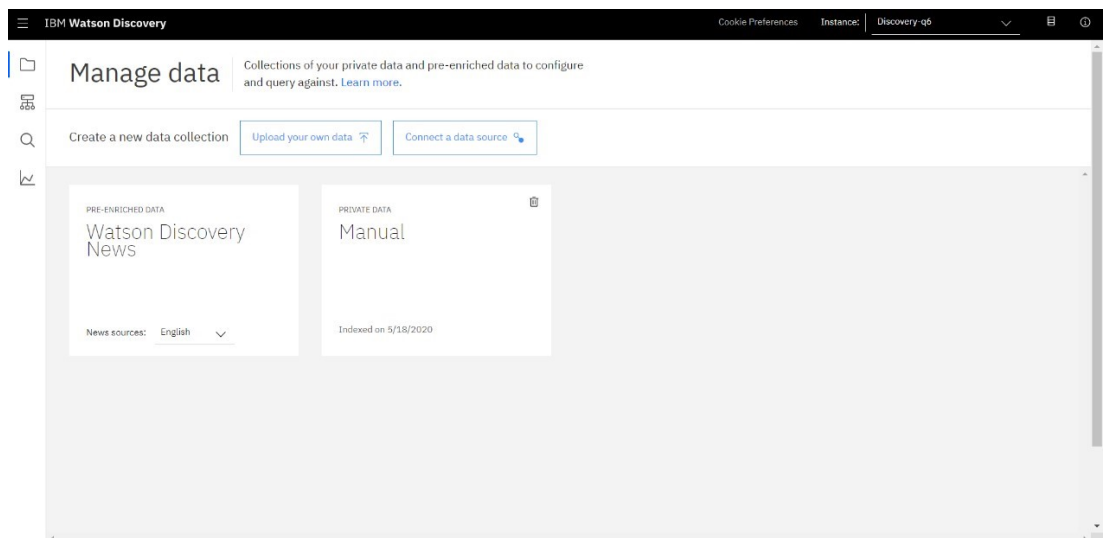 IBM Watson Discovery
Cookie Preferences
Instance:
Discovery-q6
Manage data
Collections of your private data and pre-enriched data to configure
and query against. Learn more.
Create a new data collection
Upload your own data
Connect a data source
PRE-ENRICHED DATA
Watson Discovery
News
News sources: English
PRIVATE DATA
Manual
Indexed on 5/18/2020